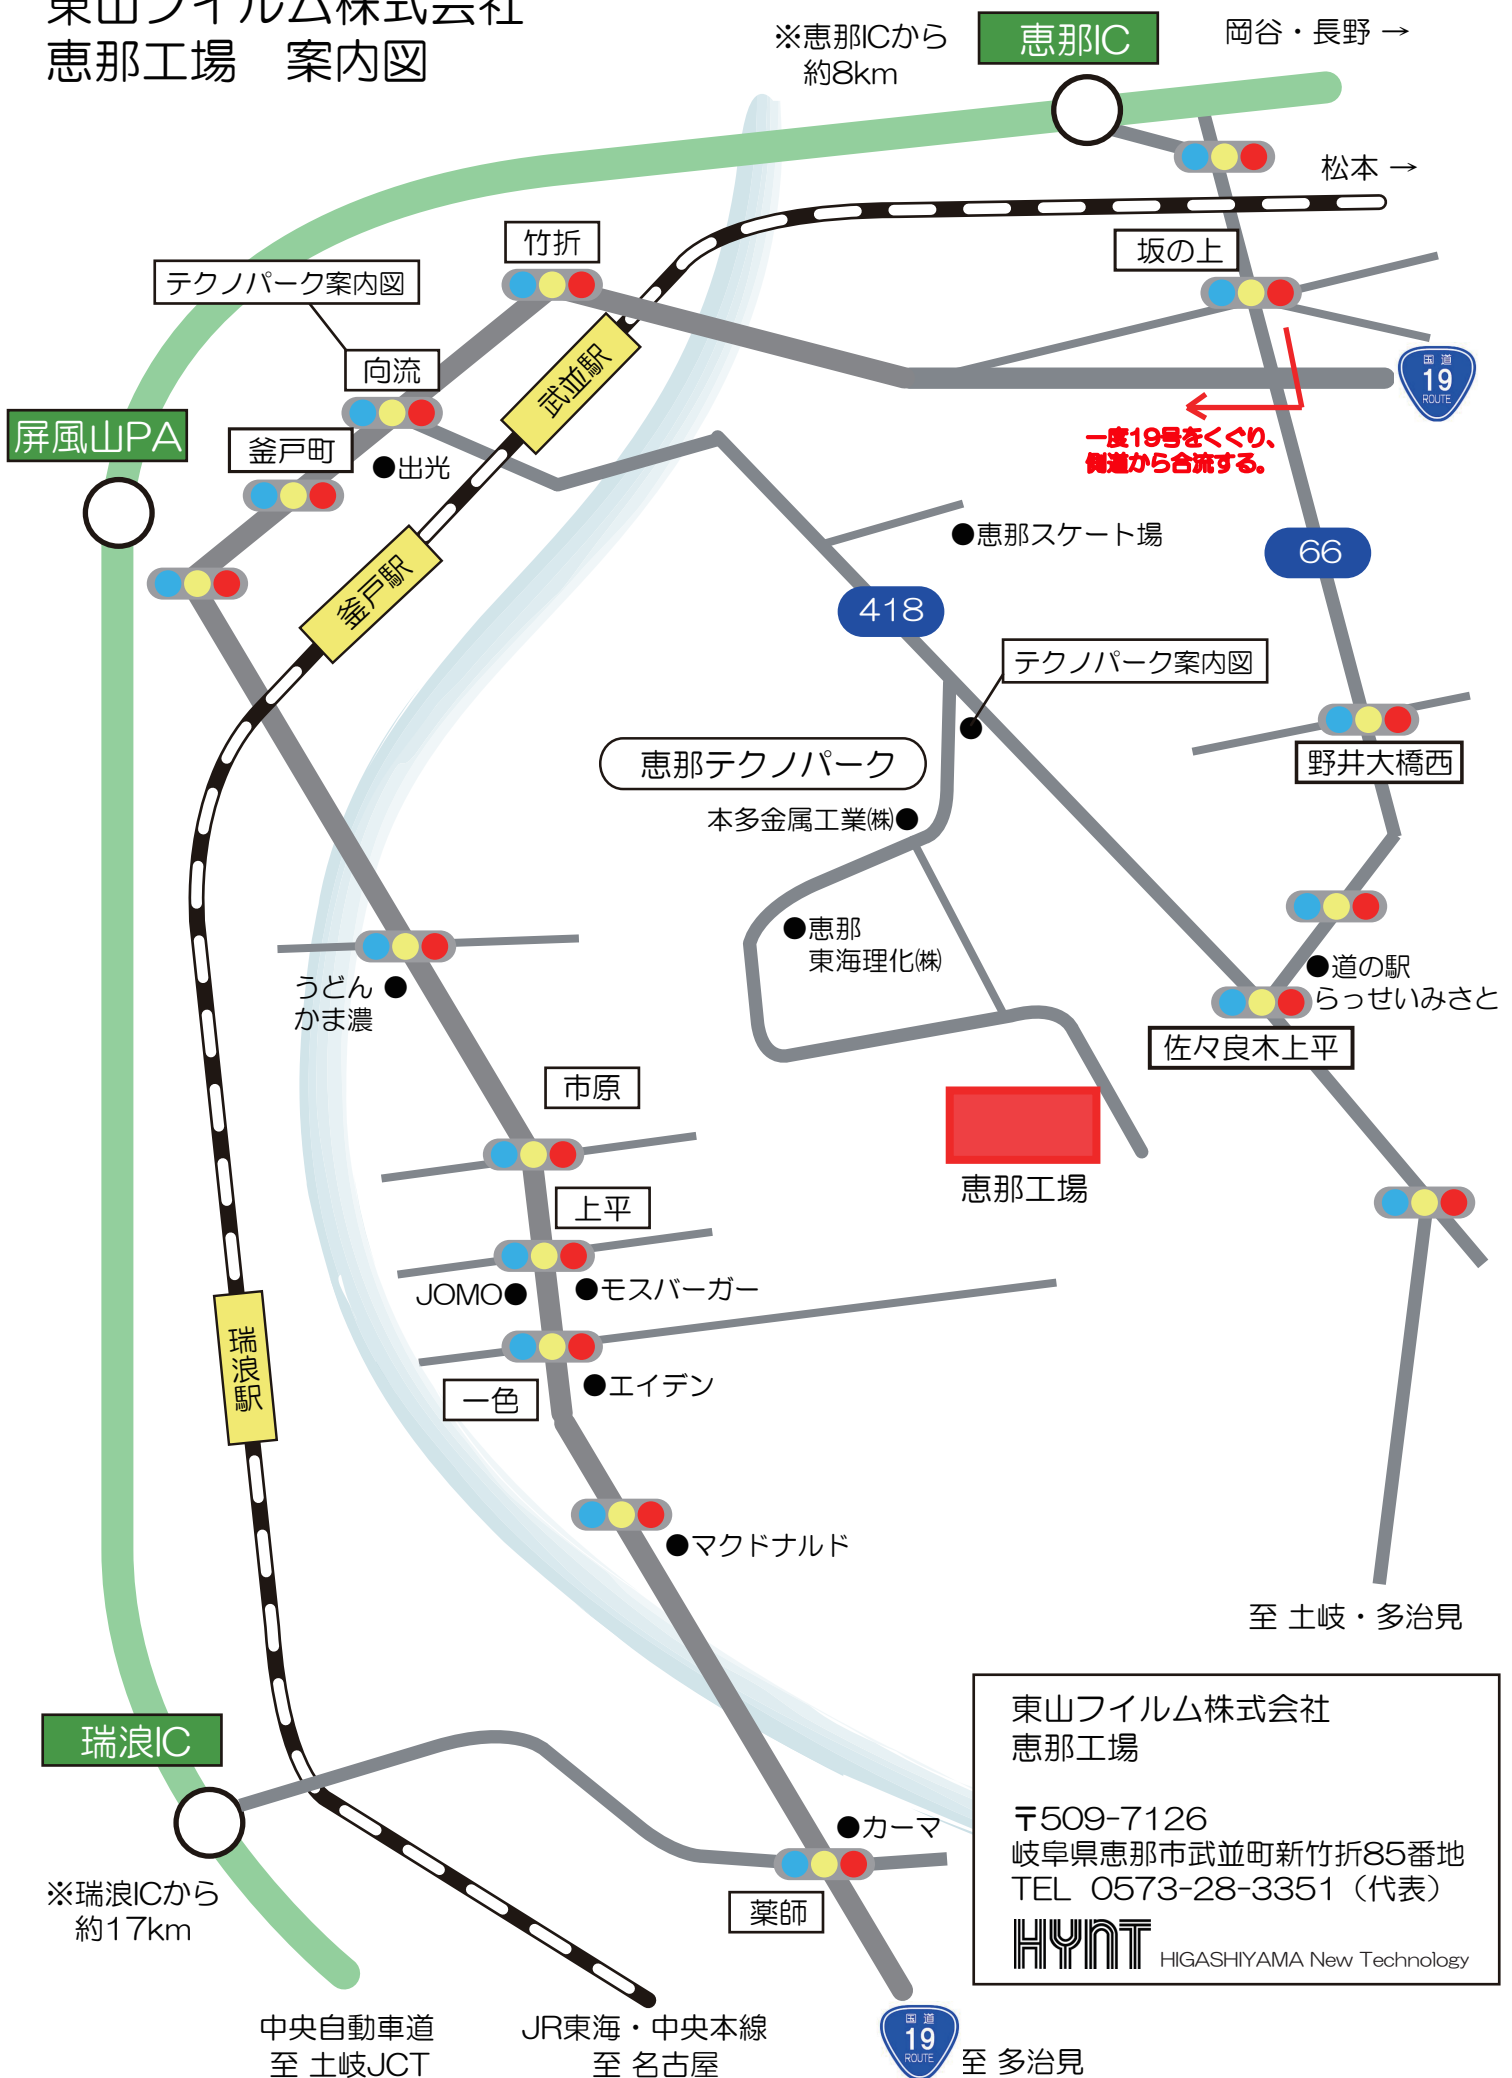 東山フイルム株式会社
恵那工場　案内図
※恵那ICから
約8km
恵那IC
岡谷・長野 →
松本 →
竹折
坂の上
テクノパーク案内図
向流
武並駅
国道
19
ROUTE
屏風山PA
釜戸町
●出光
一度19号をくぐり、
側道から合流する。
●恵那スケート場
66
釜戸駅
418
テクノパーク案内図
恵那テクノパーク
野井大橋西
本多金属工業㈱●
●恵那
東海理化㈱
●道の駅
らっせいみさと
うどん ●
かま濃
佐々良木上平
市原
恵那工場
上平
JOMO●
●モスバーガー
瑞浪駅
一色
●エイデン
●マクドナルド
至 土岐・多治見
瑞浪IC
※瑞浪ICから
約17km
●カーマ
薬師
東山フイルム株式会社
恵那工場
〒509-7126
岐阜県恵那市武並町新竹折85番地
TEL 0573-28-3351（代表）
HYNT HIGASHIYAMA New Technology
中央自動車道
至 土岐JCT
JR東海・中央本線
至 名古屋
国道
19
ROUTE
至 多治見